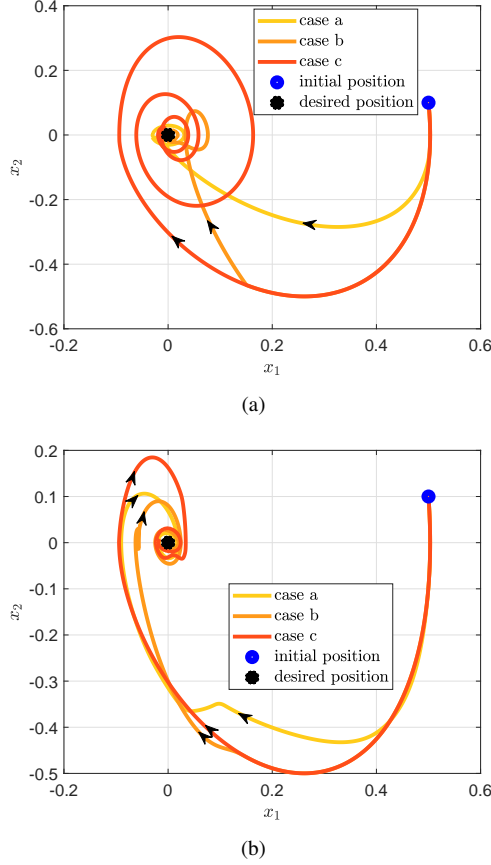 0.4
case a
case b
case c
initial position
desired position
0.2
0
x2
-0.2
-0.4
-0.6
-0.2 0 0.2 0.4 0.6
x1
(a)
0.2
0.1
0
x2
-0.1
case a
case b
case c
initial position
desired position
-0.2
-0.3
-0.4
-0.5
-0.2 0 0.2 0.4 0.6
x1
(b)